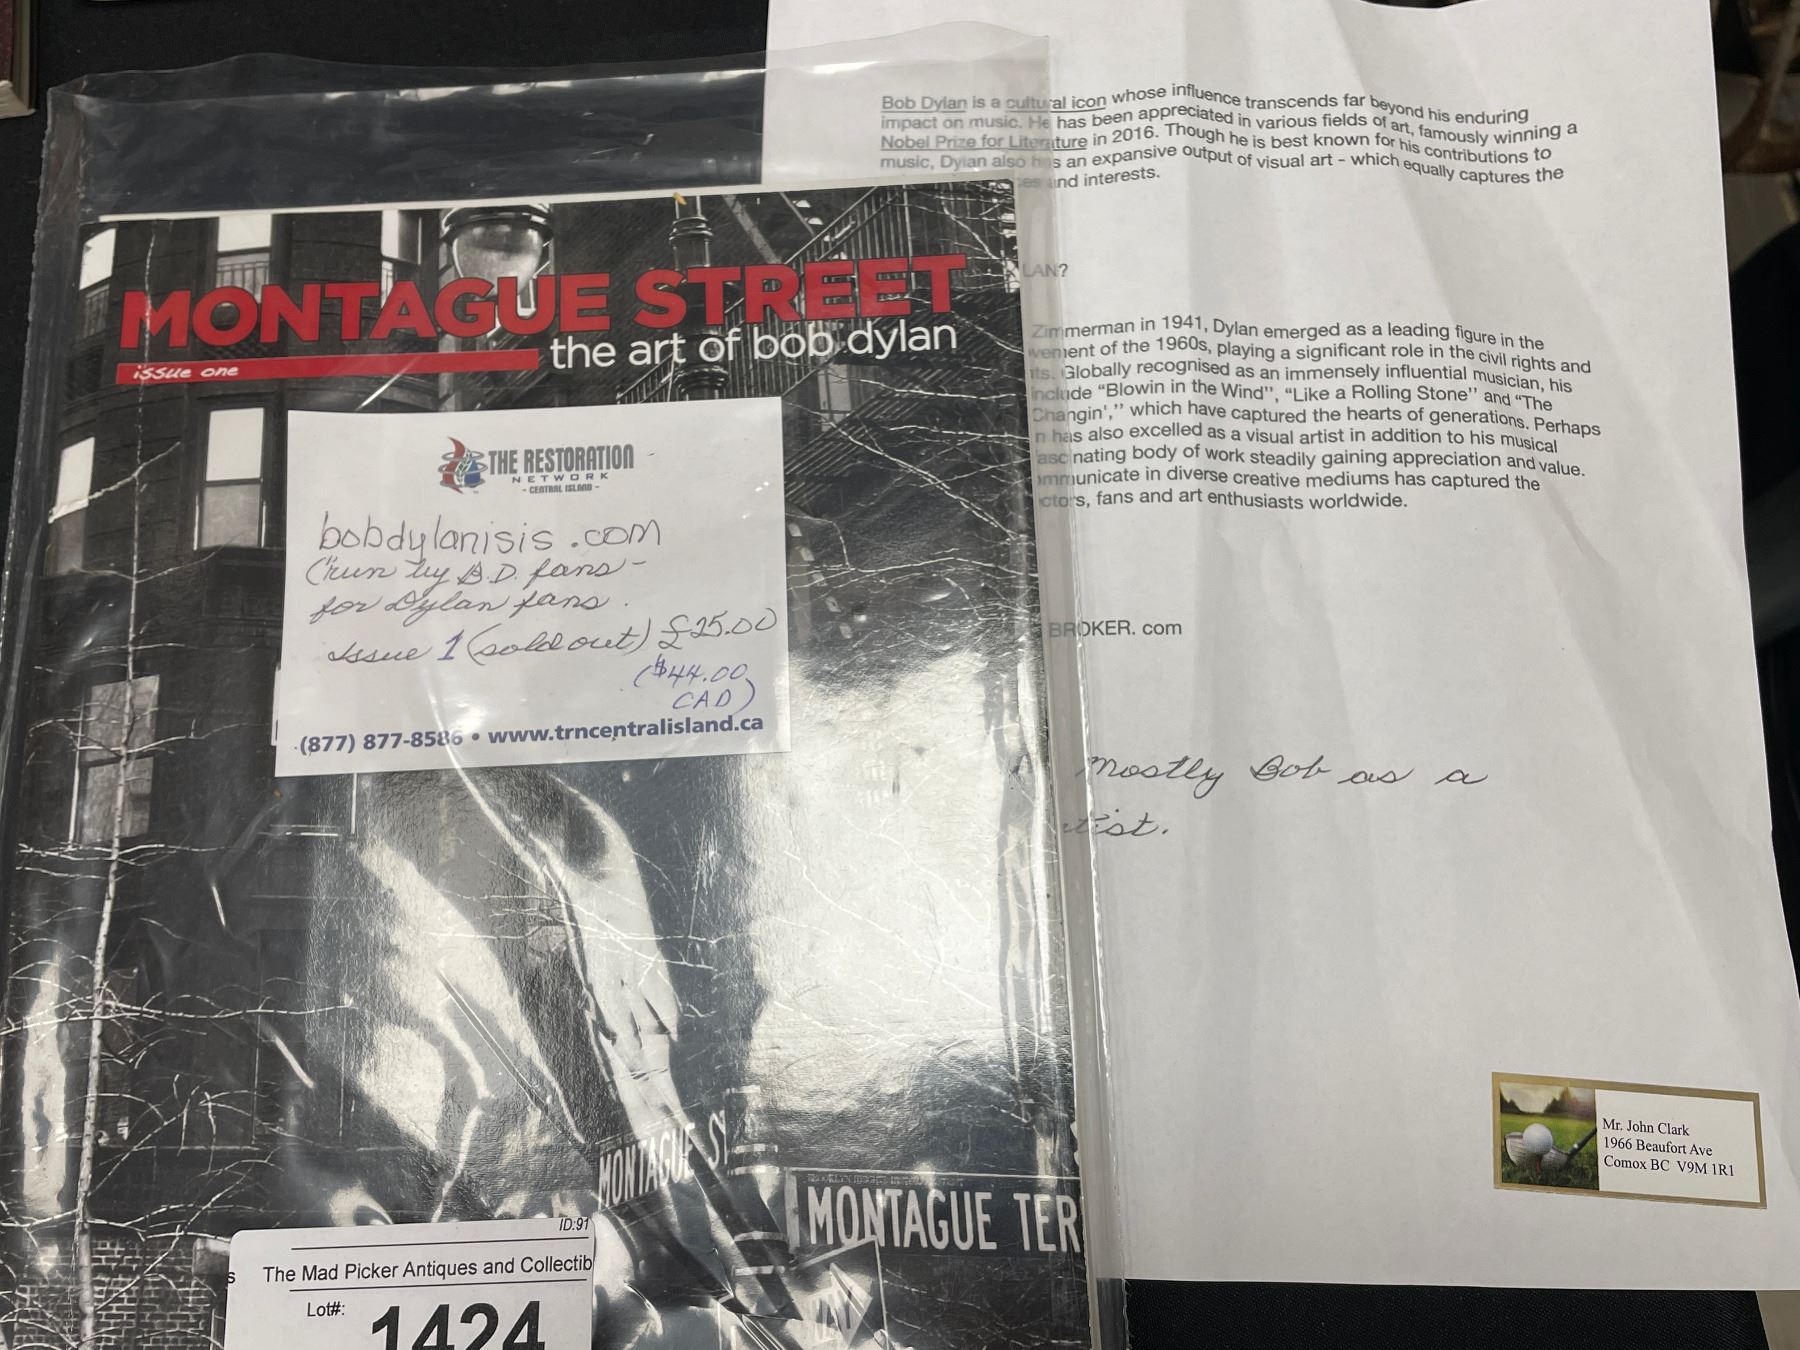 Bob Dylan is a cultural icon whose influence transcends far beyond his enduring
impact on music. He has been appreciated in various fields of art, famously winning a
Nobel Prize for Literature in 2016. Though he is best known for his contributions to
music, Dylan also has an expansive output of visual art - which equally captures the
and interests.
LAN?
Zimmerman in 1941, Dylan emerged as a leading figure in the
vement of the 1960s, playing a significant role in the civil rights and
ts. Globally recognised as an immensely influential musician, his
nclude “Blowin in the Wind”, “Like a Rolling Stone” and “The
Changin',” which have captured the hearts of generations. Perhaps
n has also excelled as a visual artist in addition to his musical
fascinating body of work steadily gaining appreciation and value.
mmunicate in diverse creative mediums has captured the
ctors, fans and art enthusiasts worldwide.
BROKER. com
Mostly Bob as a
tist.
Mr. John Clark
1966 Beaufort Ave
Comox BC V9M 1R1
MONTAGUE STREET
the art of bob dylan
issue one
THE RESTORATION
NETWORK
- CENTRAL ISLAND -
bobdylanisis.com
("run by B.D. fans -
for Dylan fans.
Issue 1 (sold out) £25.00
($44.00
CAD)
(877) 877-8586 • www.trncentralisland.ca
MONTAGUE ST
MONTAGUE TER
ID:91
s The Mad Picker Antiques and Collectib
Lot#:
1424